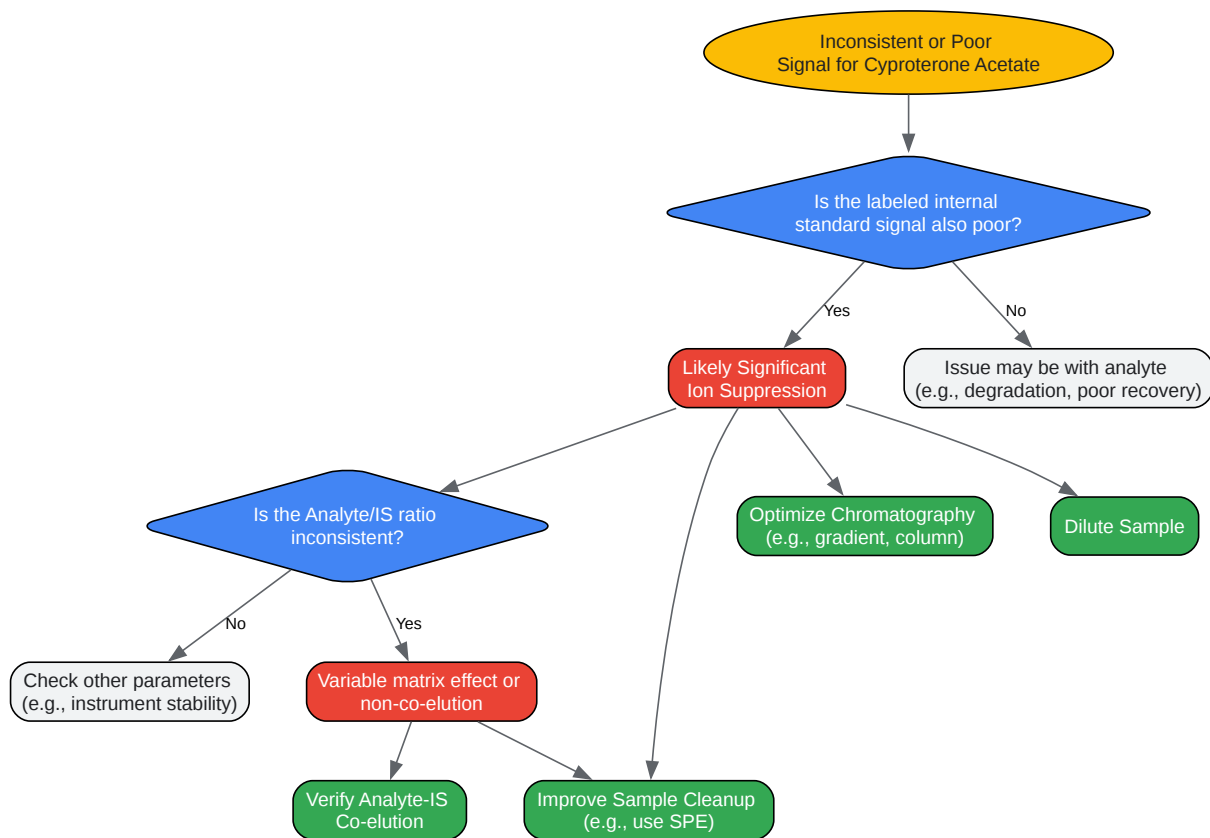 Inconsistent or Poor
Signal for Cyproterone Acetate
Is the labeled internal
standard signal also poor?
Yes
No
Likely Significant
Ion Suppression
Issue may be with analyte
(e.g., degradation, poor recovery)
Is the Analyte/IS ratio
inconsistent?
Optimize Chromatography
(e.g., gradient, column)
Dilute Sample
No
Yes
Check other parameters
(e.g., instrument stability)
Variable matrix effect or
non-co-elution
Verify Analyte-IS
Co-elution
Improve Sample Cleanup
(e.g., use SPE)